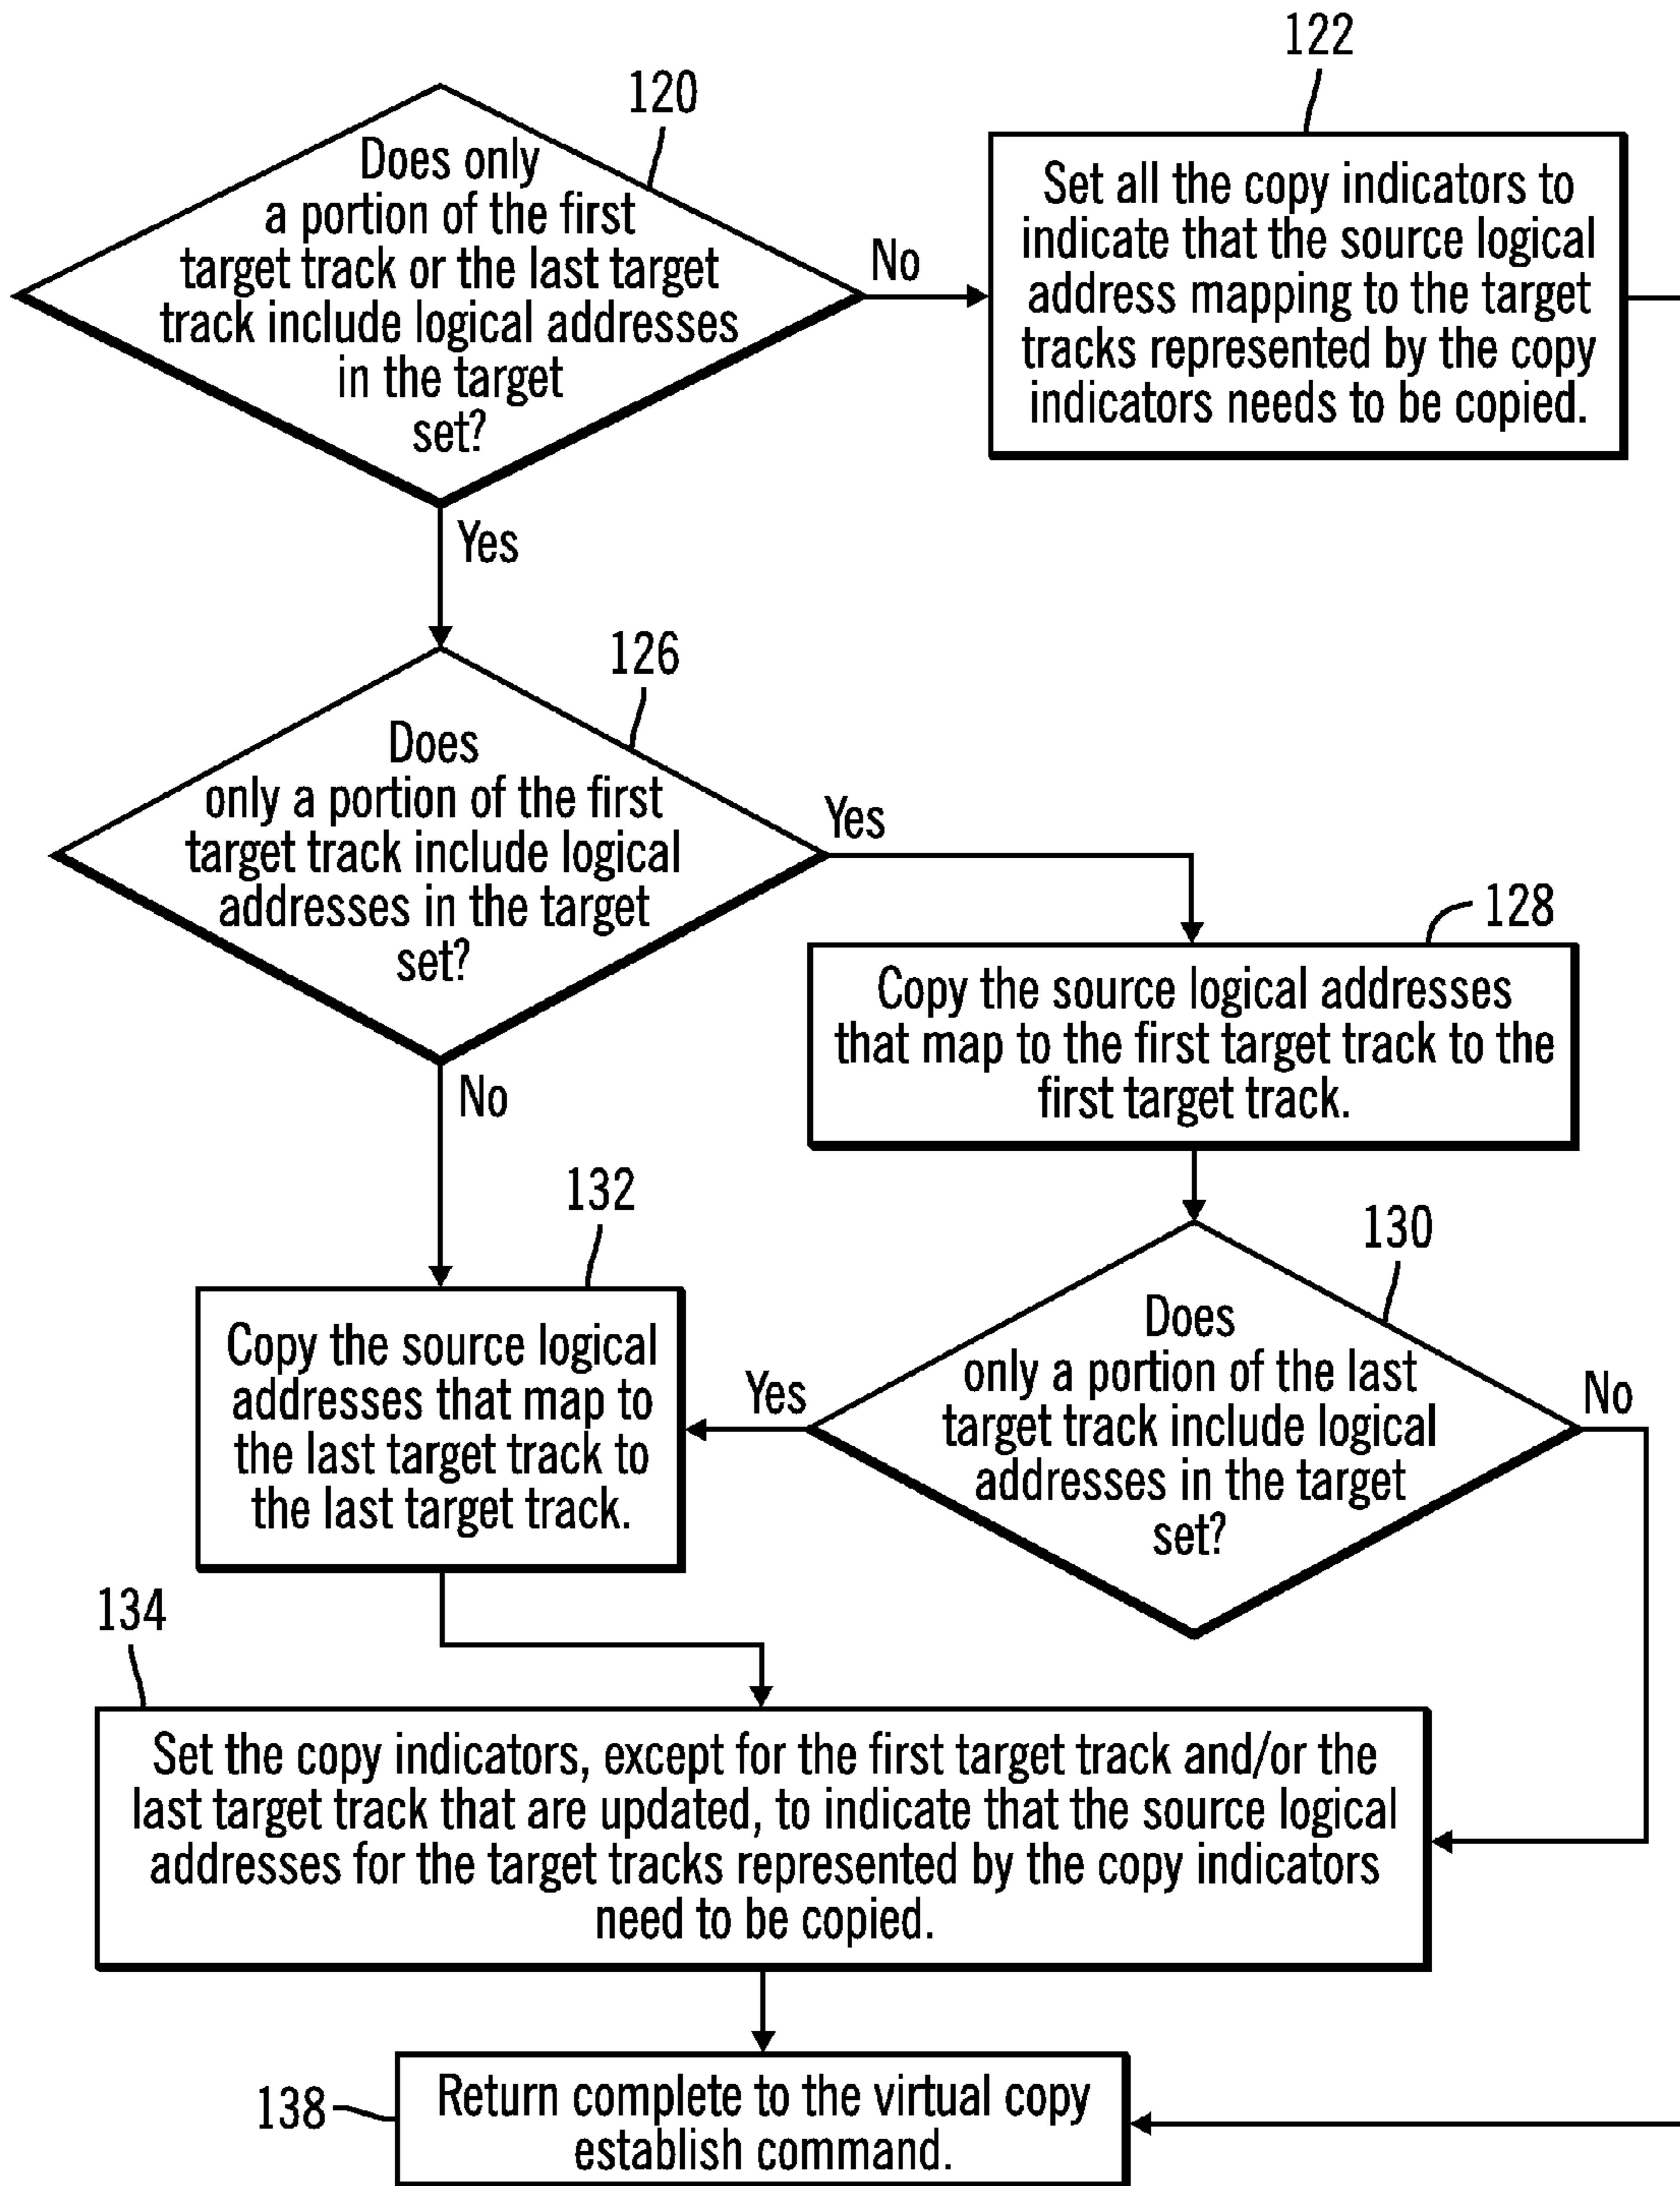 120
Does only
a portion of the first
target track or the last target
track include logical addresses
in the target
set?
No
122
Set all the copy indicators to
indicate that the source logical
address mapping to the target
tracks represented by the copy
indicators needs to be copied.
Yes
126
Does
only a portion of the first
target track include logical
addresses in the target
set?
Yes
128
Copy the source logical addresses
that map to the first target track to the
first target track.
No
132
Copy the source logical
addresses that map to
the last target track to
the last target track.
130
Does
only a portion of the last
target track include logical
addresses in the target
set?
Yes
No
134
Set the copy indicators, except for the first target track and/or the
last target track that are updated, to indicate that the source logical
addresses for the target tracks represented by the copy indicators
need to be copied.
138
Return complete to the virtual copy
establish command.